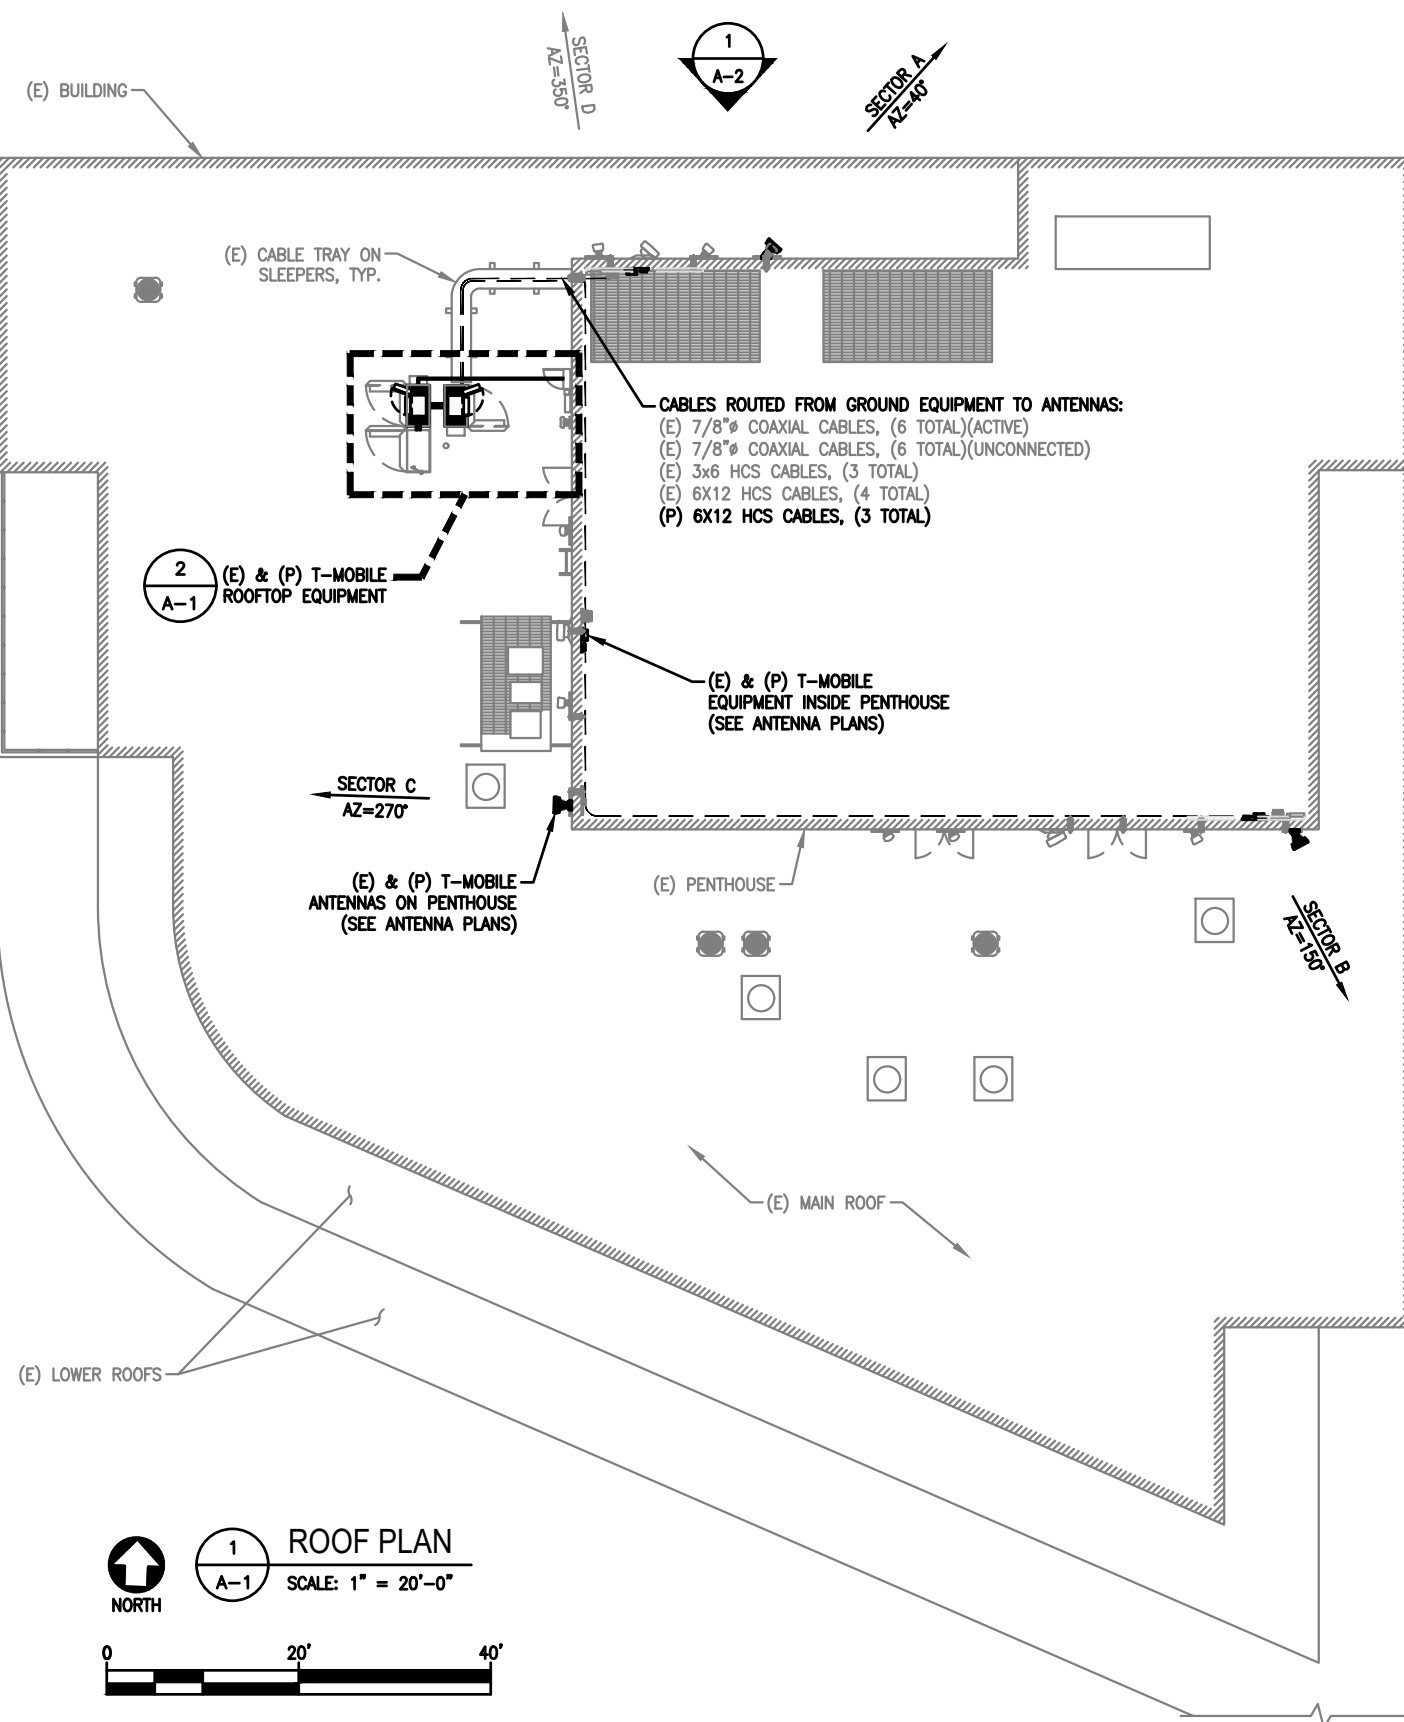 (E) BUILDING
SECTOR D
AZ=350°
1
A-2
SECTOR A
AZ=40°
(E) CABLE TRAY ON
SLEEPERS, TYP.
CABLES ROUTED FROM GROUND EQUIPMENT TO ANTENNAS:
(E) 7/8"ø COAXIAL CABLES, (6 TOTAL)(ACTIVE)
(E) 7/8"ø COAXIAL CABLES, (6 TOTAL)(UNCONNECTED)
(E) 3x6 HCS CABLES, (3 TOTAL)
(E) 6X12 HCS CABLES, (4 TOTAL)
(P) 6X12 HCS CABLES, (3 TOTAL)
2
A-1
(E) & (P) T-MOBILE
ROOFTOP EQUIPMENT
(E) & (P) T-MOBILE
EQUIPMENT INSIDE PENTHOUSE
(SEE ANTENNA PLANS)
SECTOR C
AZ=270°
(E) & (P) T-MOBILE
ANTENNAS ON PENTHOUSE
(SEE ANTENNA PLANS)
(E) PENTHOUSE
SECTOR B
AZ=150°
(E) MAIN ROOF
(E) LOWER ROOFS
NORTH
1
A-1
ROOF PLAN
SCALE: 1" = 20'-0"
0 20' 40'